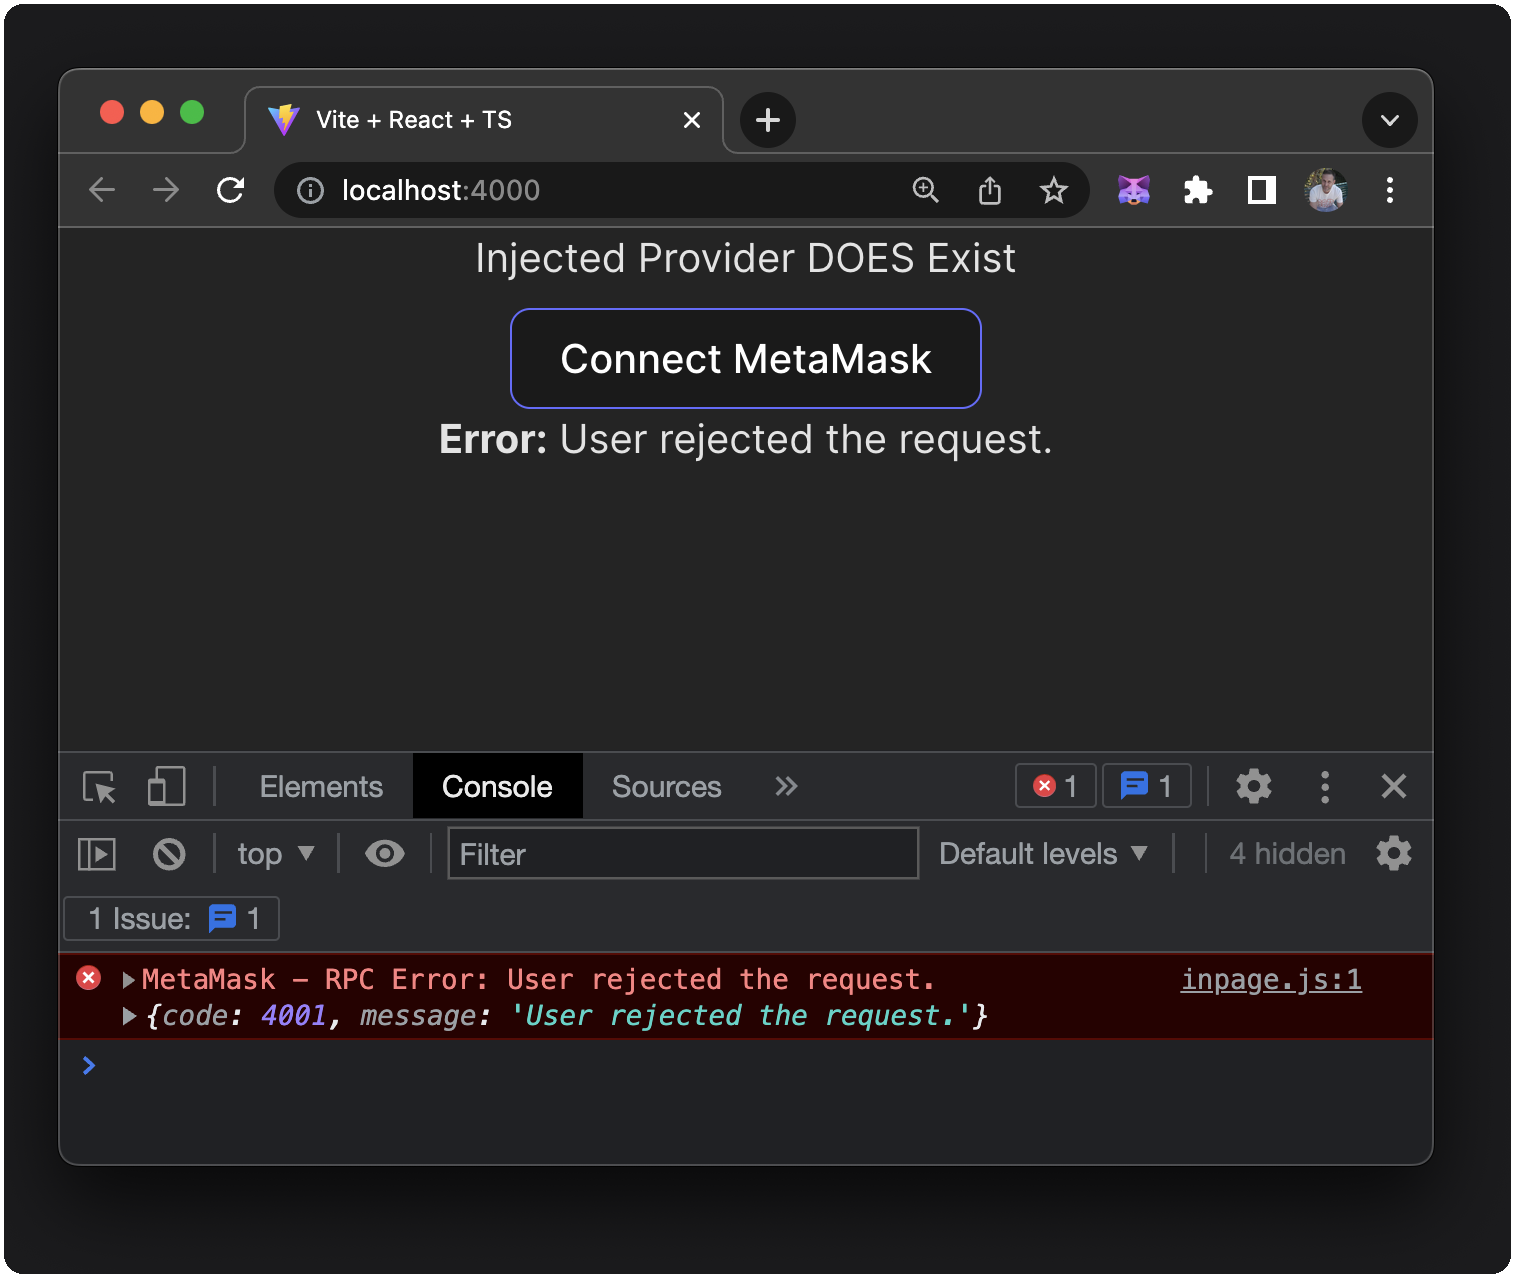 Vite + React + TS
localhost:4000
Injected Provider DOES Exist
Connect MetaMask
Error: User rejected the request.
Elements Console Sources 1 1
top Filter Default levels 4 hidden
1 Issue: 1
MetaMask – RPC Error: User rejected the request. inpage.js:1
{code: 4001, message: 'User rejected the request.'}